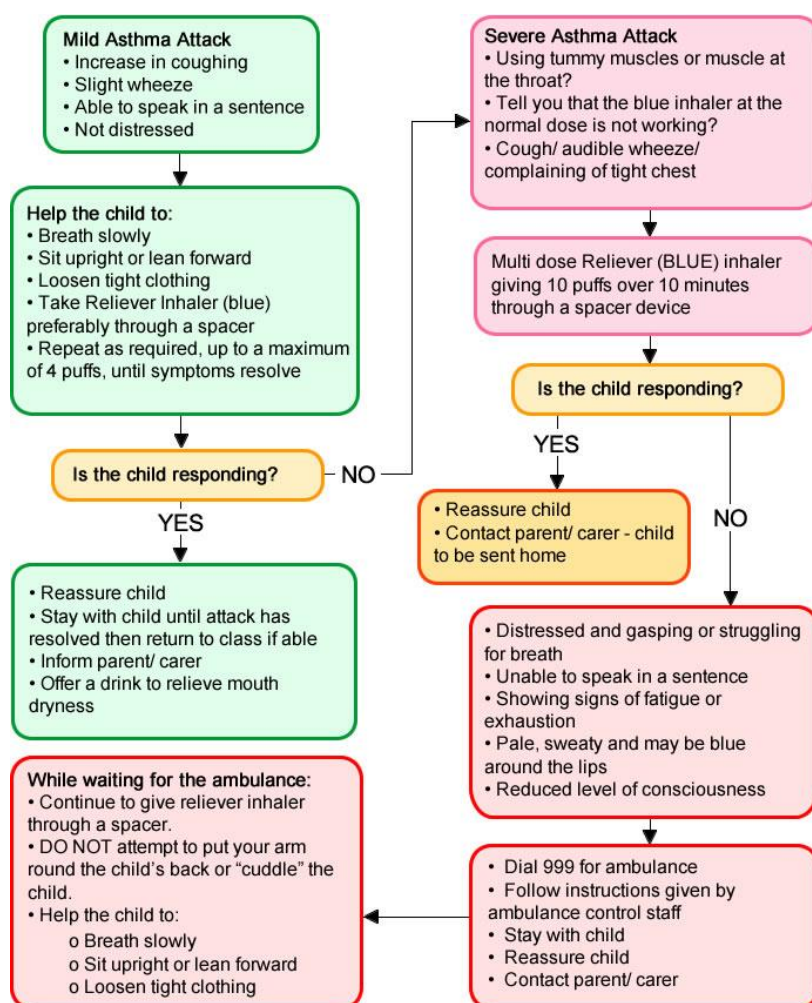 Mild Asthma Attack
• Increase in coughing
• Slight wheeze
• Able to speak in a sentence
• Not distressed
Help the child to:
• Breath slowly
• Sit upright or lean forward
• Loosen tight clothing
• Take Reliever Inhaler (blue)
preferably through a spacer
• Repeat as required, up to a maximum
of 4 puffs, until symptoms resolve
Is the child responding?
NO
YES
• Reassure child
• Stay with child until attack has
resolved then return to class if able
• Inform parent/ carer
• Offer a drink to relieve mouth
dryness
Severe Asthma Attack
• Using tummy muscles or muscle at
the throat?
• Tell you that the blue inhaler at the
normal dose is not working?
• Cough/ audible wheeze/
complaining of tight chest
Multi dose Reliever (BLUE) inhaler
giving 10 puffs over 10 minutes
through a spacer device
Is the child responding?
YES
• Reassure child
• Contact parent/ carer - child
to be sent home
NO
• Distressed and gasping or struggling
for breath
• Unable to speak in a sentence
• Showing signs of fatigue or
exhaustion
• Pale, sweaty and may be blue
around the lips
• Reduced level of consciousness
• Dial 999 for ambulance
• Follow instructions given by
ambulance control staff
• Stay with child
• Reassure child
• Contact parent/ carer
While waiting for the ambulance:
• Continue to give reliever inhaler
through a spacer.
• DO NOT attempt to put your arm
round the child's back or “cuddle” the
child.
• Help the child to:
o Breath slowly
o Sit upright or lean forward
o Loosen tight clothing